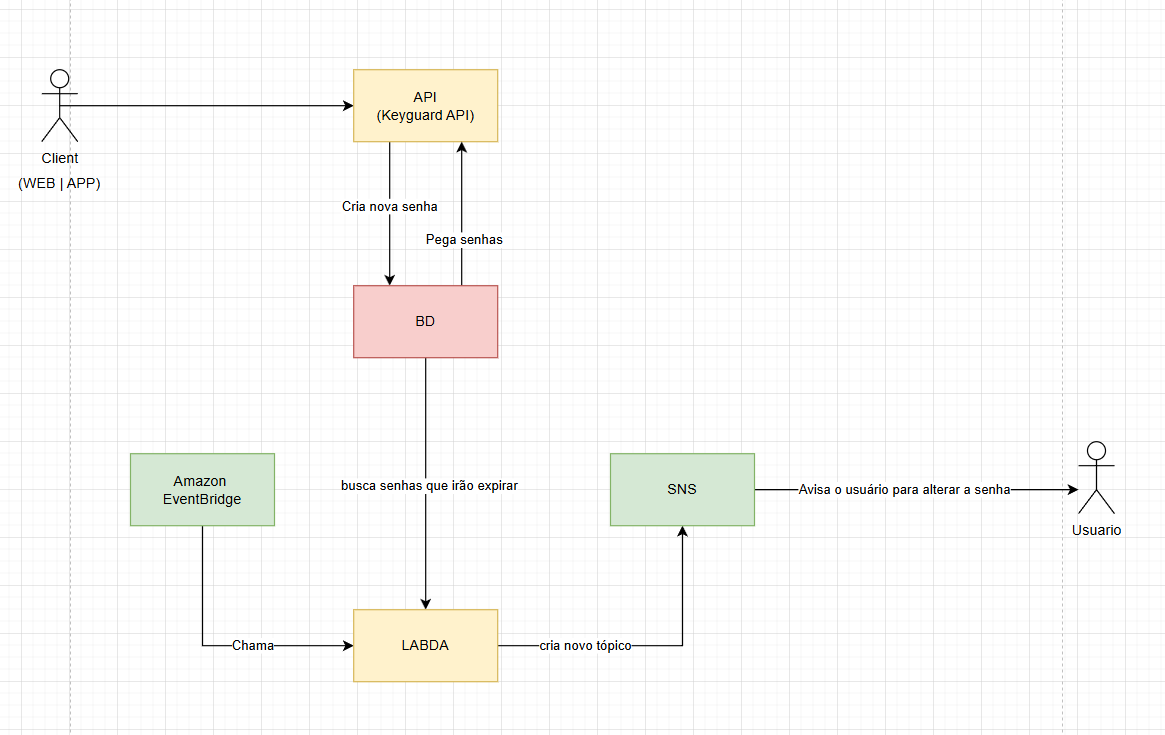 API
(Keyguard API)
Client
(WEB | APP)
Cria nova senha
Pega senhas
BD
Amazon
EventBridge
busca senhas que irão expirar
SNS
Avisa o usuário para alterar a senha
Usuario
Chama
LABDA
cria novo tópico